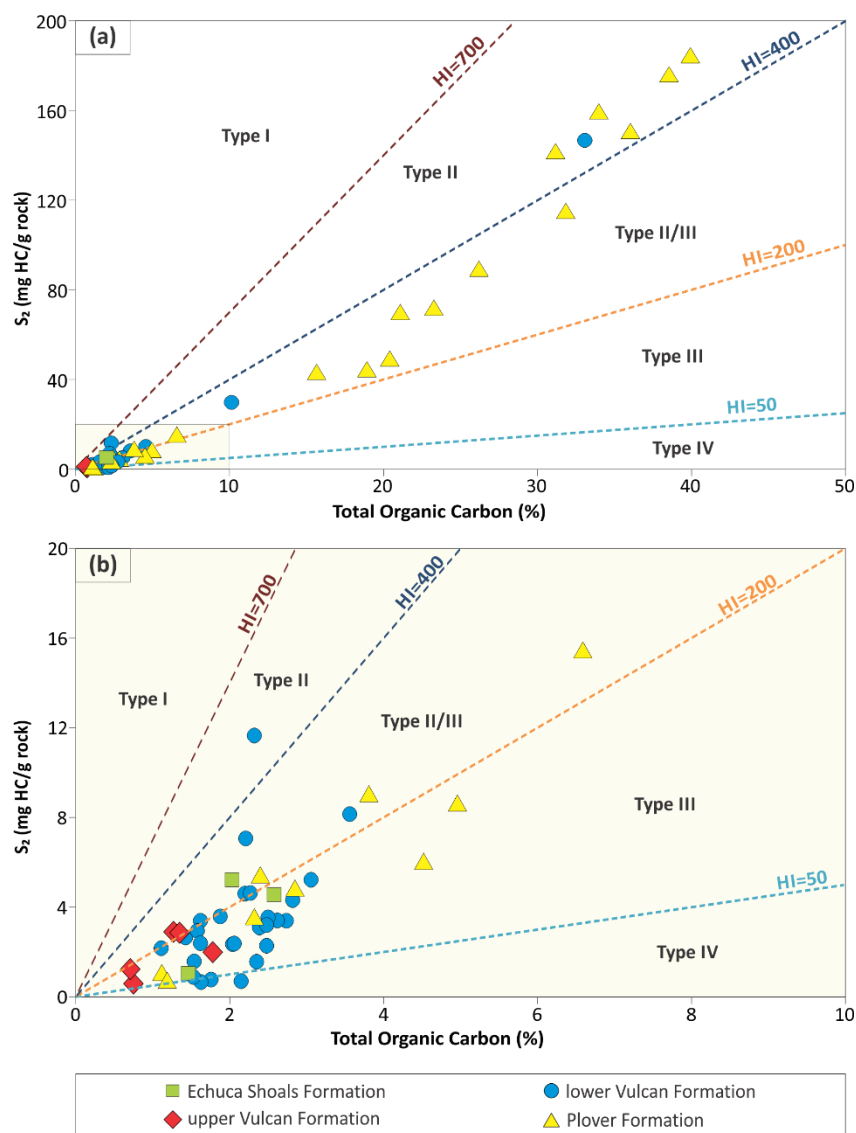 (a)
200
160
120
80
40
0
S₂ (mg HC/g rock)
HI=700
HI=400
HI=200
HI=50
Type I
Type II
Type II/III
Type III
Type IV
0
10
20
30
40
50
Total Organic Carbon (%)
(b)
20
16
12
8
4
0
S₂ (mg HC/g rock)
HI=700
HI=400
HI=200
HI=50
Type I
Type II
Type II/III
Type III
Type IV
0
2
4
6
8
10
Total Organic Carbon (%)
Echuca Shoals Formation
lower Vulcan Formation
upper Vulcan Formation
Plover Formation